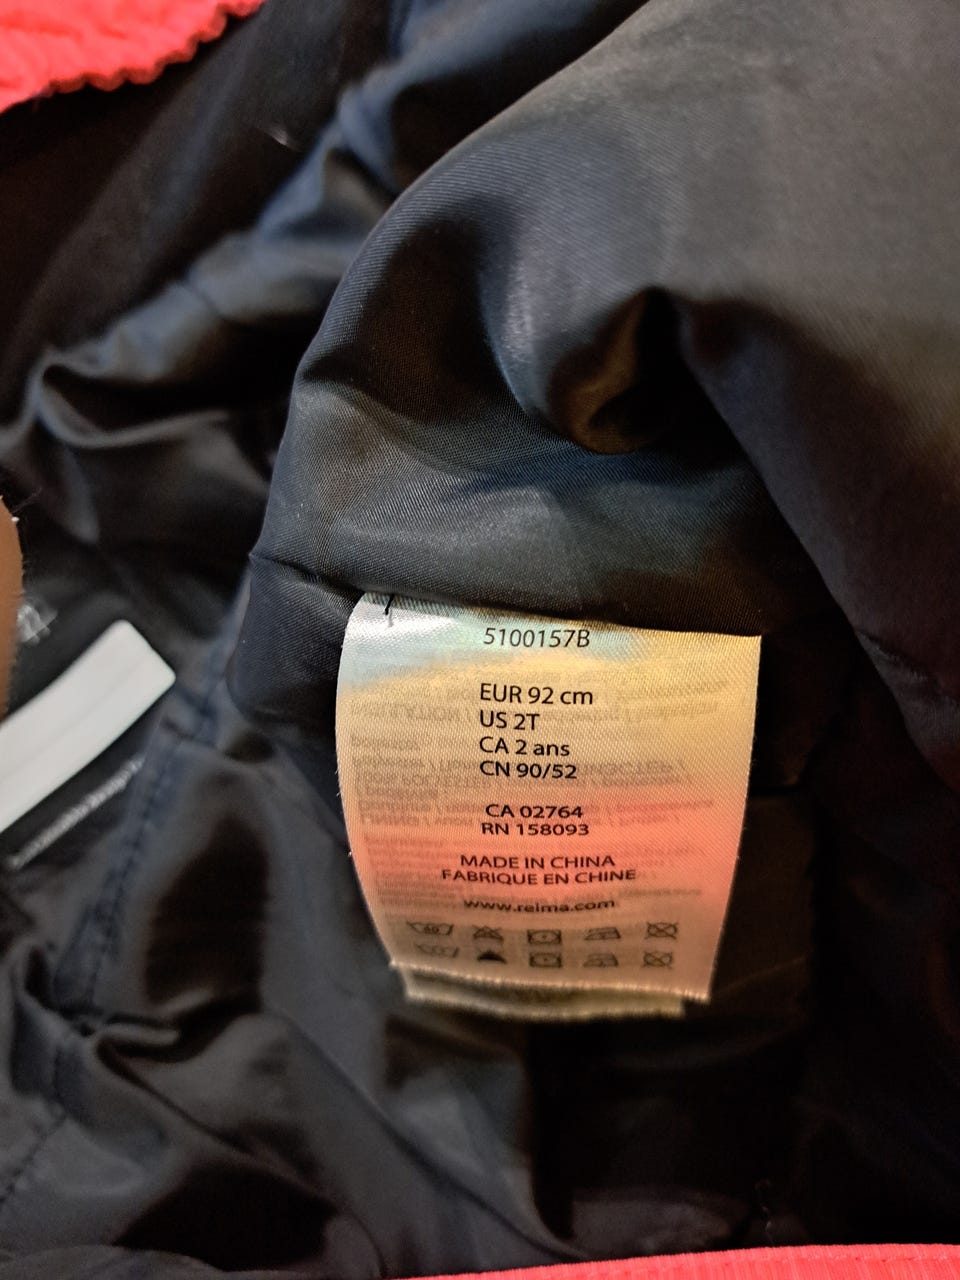 5100157B
EUR 92 cm
US 2T
CA 2 ans
CN 90/52
CA 02764
RN 158093
MADE IN CHINA
FABRIQUE EN CHINE
www.reima.com